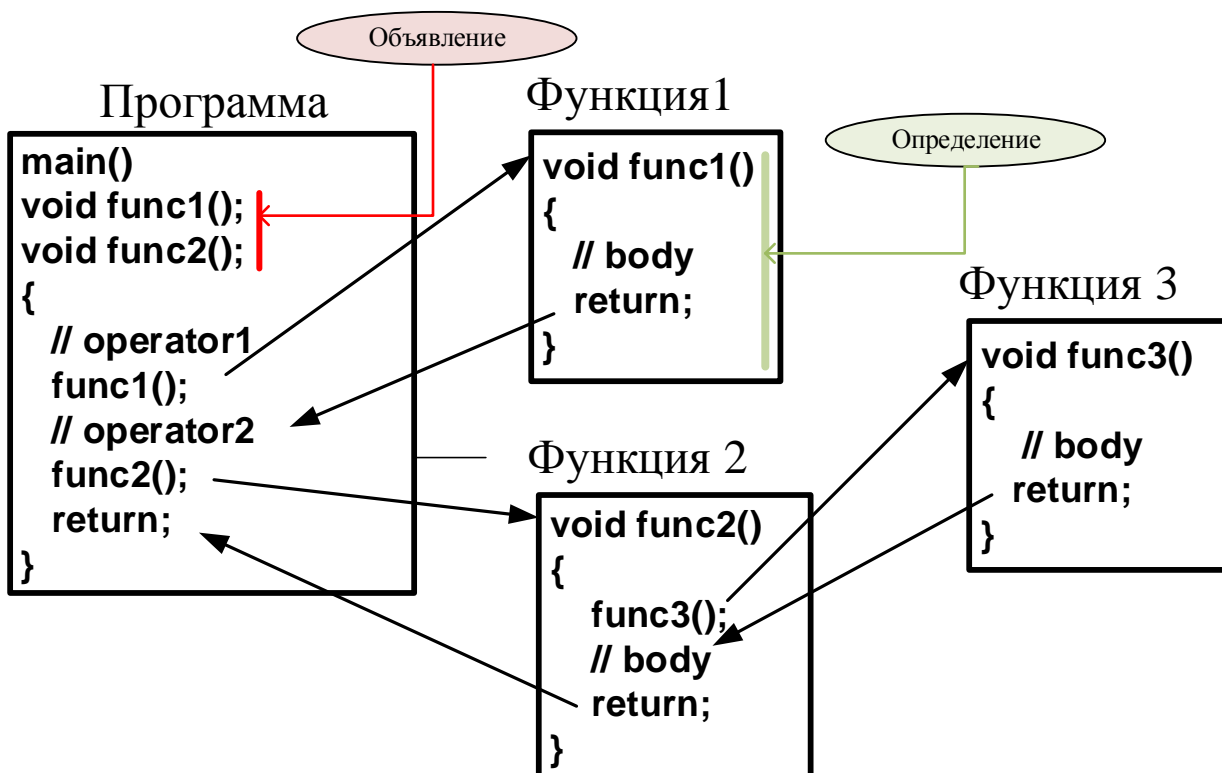 Объявление
Программа
main()
void func1();
void func2();
{
// operator1
func1();
// operator2
func2();
return;
}
Функция1
void func1()
{
// body
return;
}
Определение
Функция 2
void func2()
{
func3();
// body
return;
}
Функция 3
void func3()
{
// body
return;
}